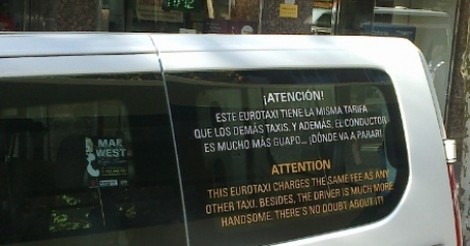 ¡ATENCIÓN!
ESTE EUROTAXI TIENE LA MISMA TARIFA
QUE LOS DEMÁS TAXIS. Y ADEMÁS, EL CONDUCTOR
ES MUCHO MÁS GUAPO... ¡DÓNDE VA A PARAR!
ATTENTION
THIS EUROTAXI CHARGES THE SAME FEE AS ANY
OTHER TAXI. BESIDES, THE DRIVER IS MUCH MORE
HANDSOME. THERE'S NO DOUBT ABOUT IT!
MAE
WEST